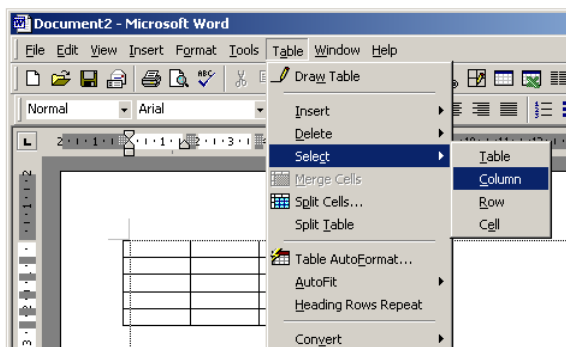 Document2 - Microsoft Word
File Edit View Insert Format Tools Table Window Help
Draw Table
Normal Arial
Insert
Delete
Select
Table
Merge Cells
Column
Split Cells...
Row
Split Table
Cell
Table AutoFormat...
AutoFit
Heading Rows Repeat
Convert